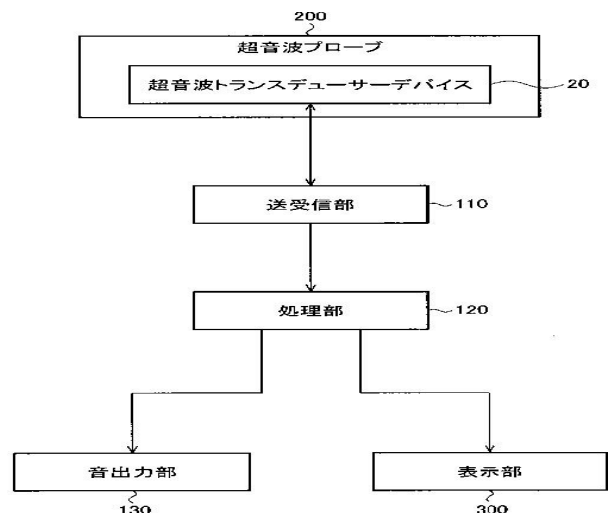 200
超音波プローブ
超音波トランスデューサーデバイス
20
送受信部
110
処理部
120
音出力部
表示部
130
300